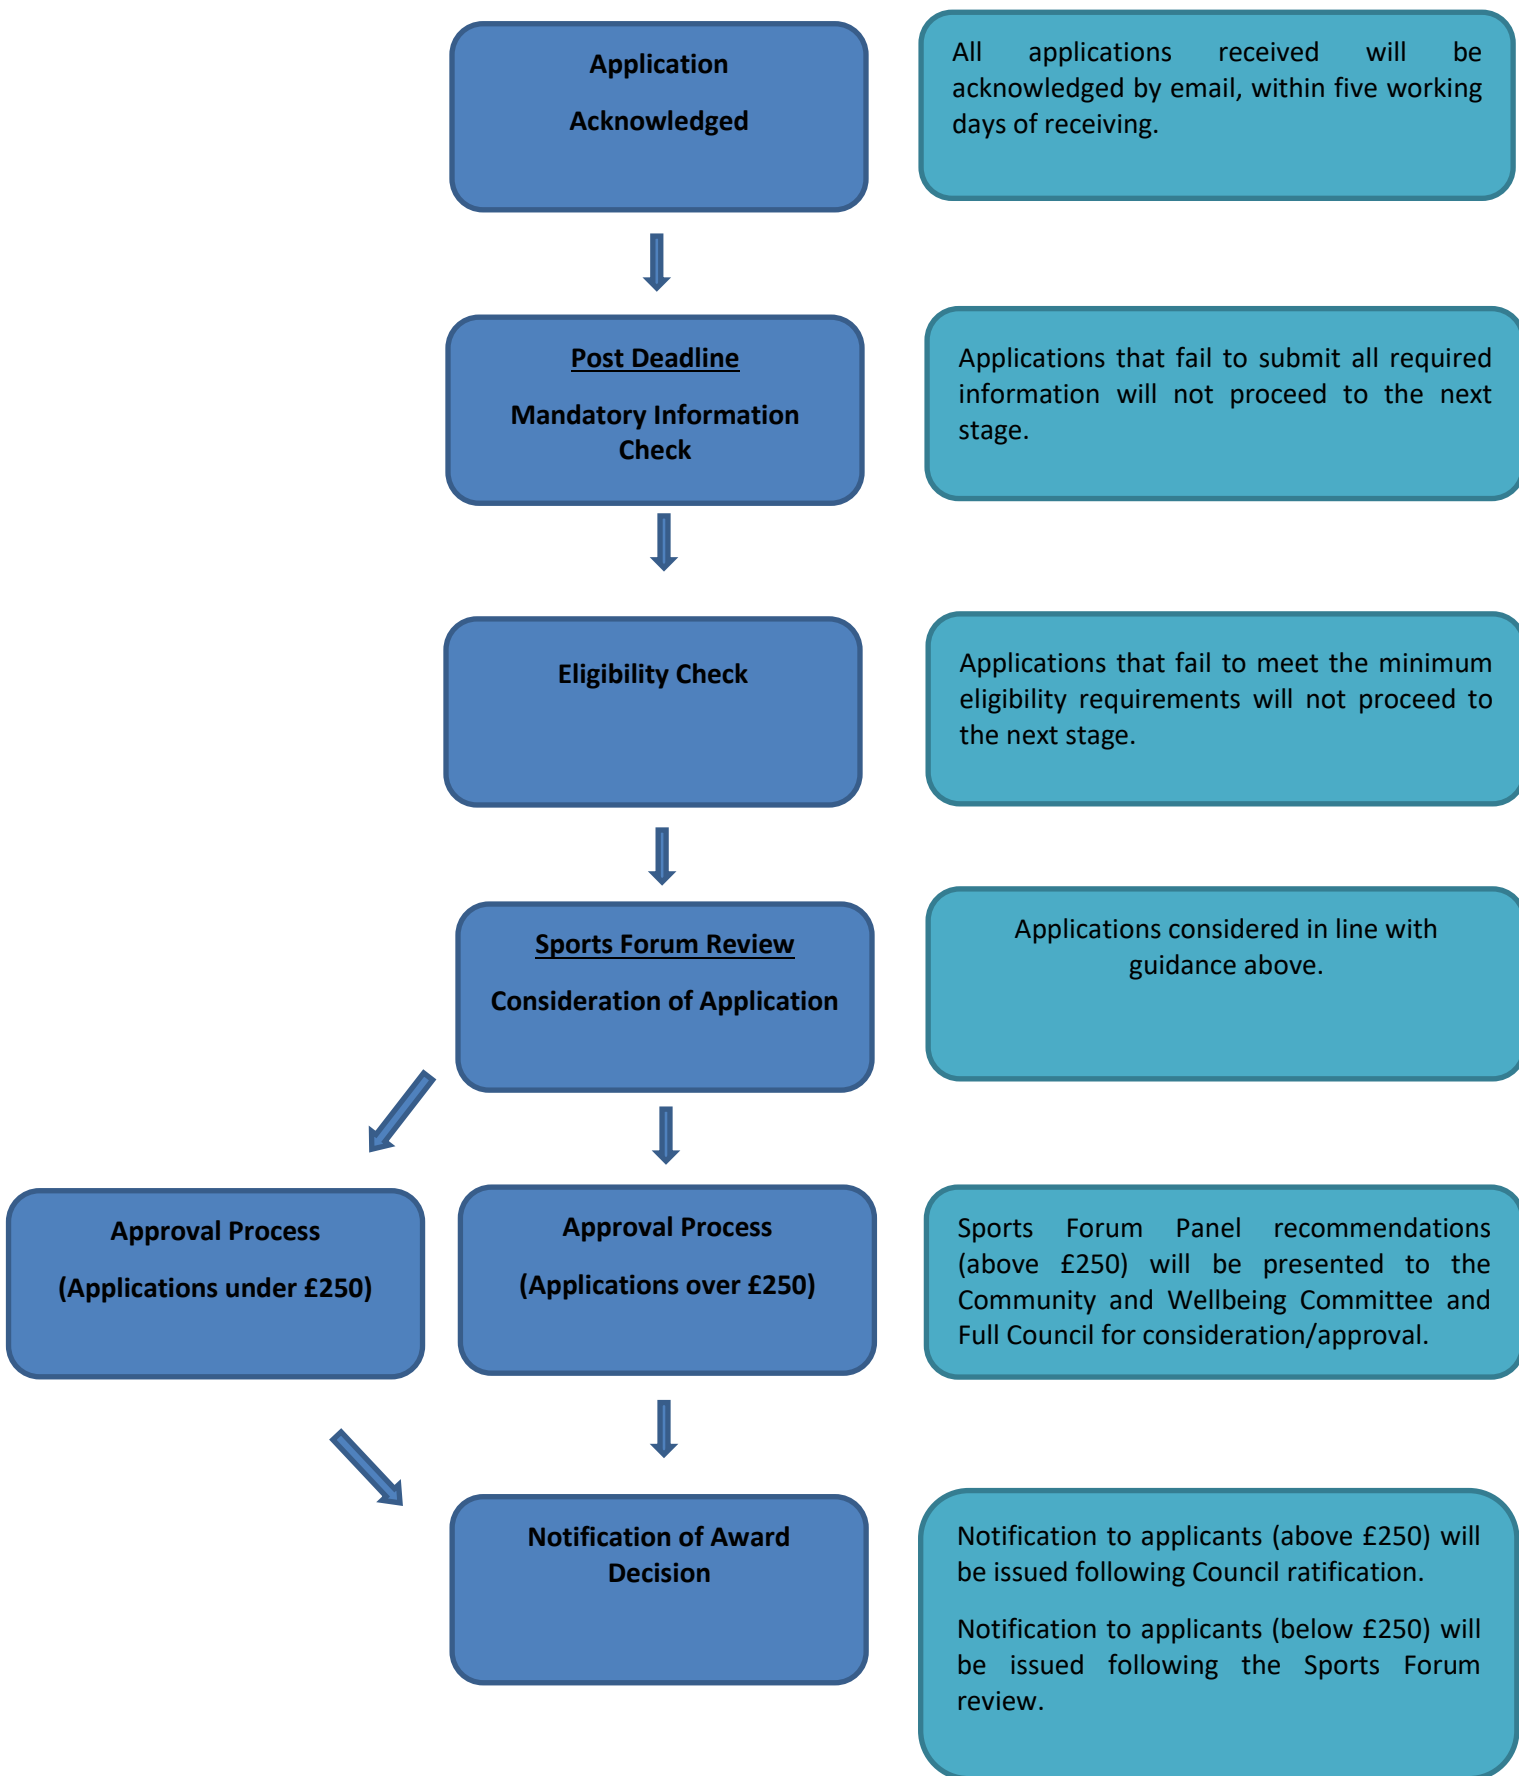 Application
Acknowledged
All applications received will be
acknowledged by email, within five working
days of receiving.
Post Deadline
Mandatory Information
Check
Applications that fail to submit all required
information will not proceed to the next
stage.
Eligibility Check
Applications that fail to meet the minimum
eligibility requirements will not proceed to
the next stage.
Sports Forum Review
Consideration of Application
Applications considered in line with
guidance above.
Approval Process
(Applications under £250)
Approval Process
(Applications over £250)
Sports Forum Panel recommendations
(above £250) will be presented to the
Community and Wellbeing Committee and
Full Council for consideration/approval.
Notification of Award
Decision
Notification to applicants (above £250) will
be issued following Council ratification.
Notification to applicants (below £250) will
be issued following the Sports Forum
review.